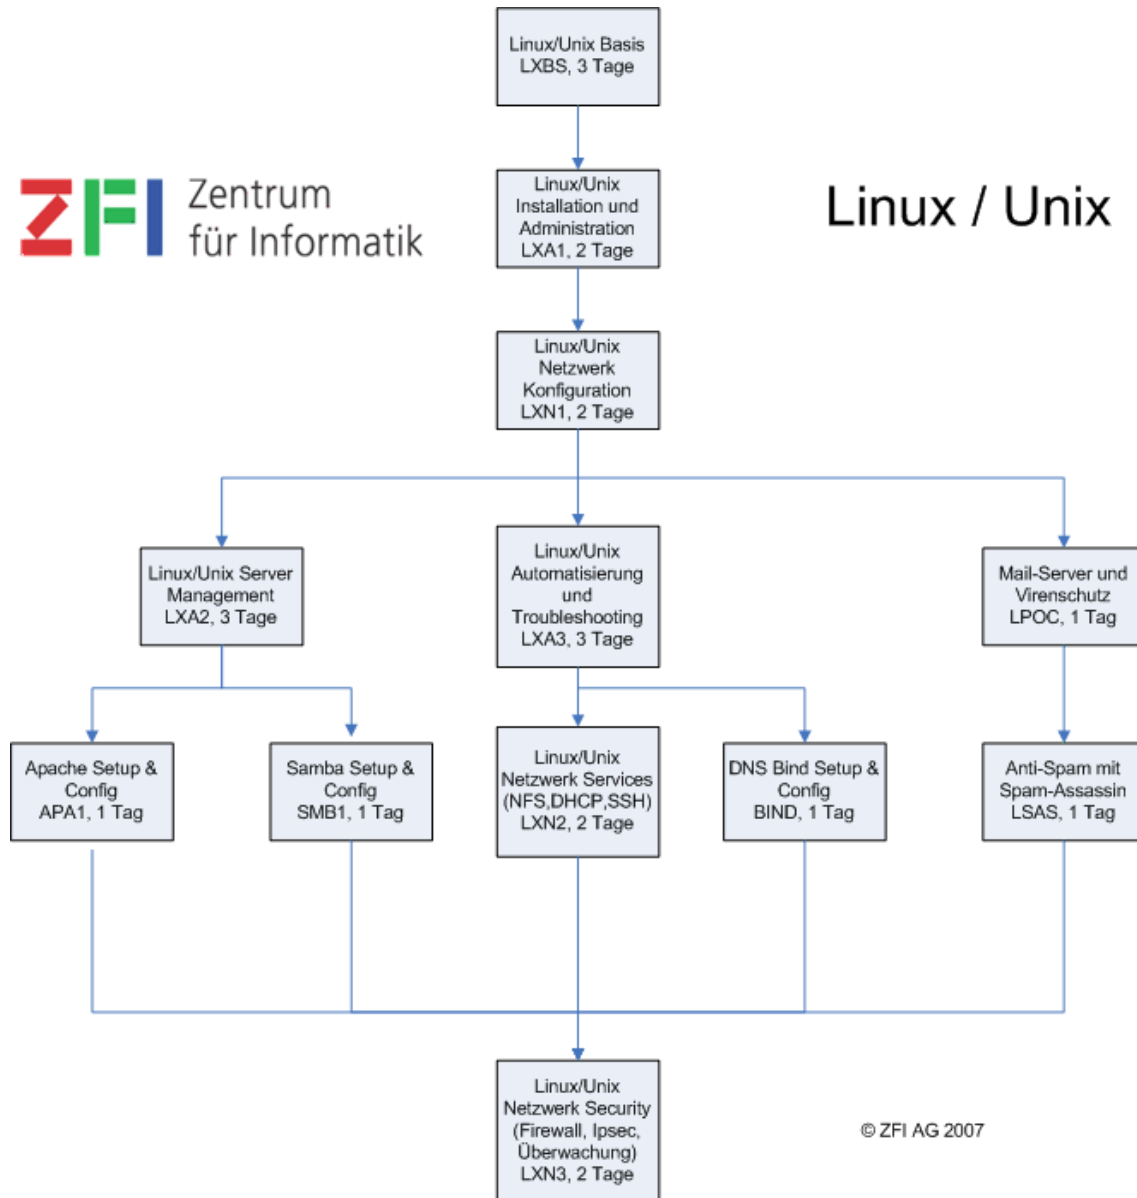 Linux/Unix Basis
LXBS, 3 Tage
ZFI Zentrum
für Informatik
Linux / Unix
Linux/Unix
Installation und
Administration
LXA1, 2 Tage
Linux/Unix
Netzwerk
Konfiguration
LXN1, 2 Tage
Linux/Unix Server
Management
LXA2, 3 Tage
Linux/Unix
Automatisierung
und
Troubleshooting
LXA3, 3 Tage
Mail-Server und
Virenschutz
LPOC, 1 Tag
Apache Setup &
Config
APA1, 1 Tag
Samba Setup &
Config
SMB1, 1 Tag
Linux/Unix
Netzwerk Services
(NFS,DHCP,SSH)
LXN2, 2 Tage
DNS Bind Setup &
Config
BIND, 1 Tag
Anti-Spam mit
Spam-Assassin
LSAS, 1 Tag
Linux/Unix
Netzwerk Security
(Firewall, Ipsec,
Überwachung)
LXN3, 2 Tage
© ZFI AG 2007